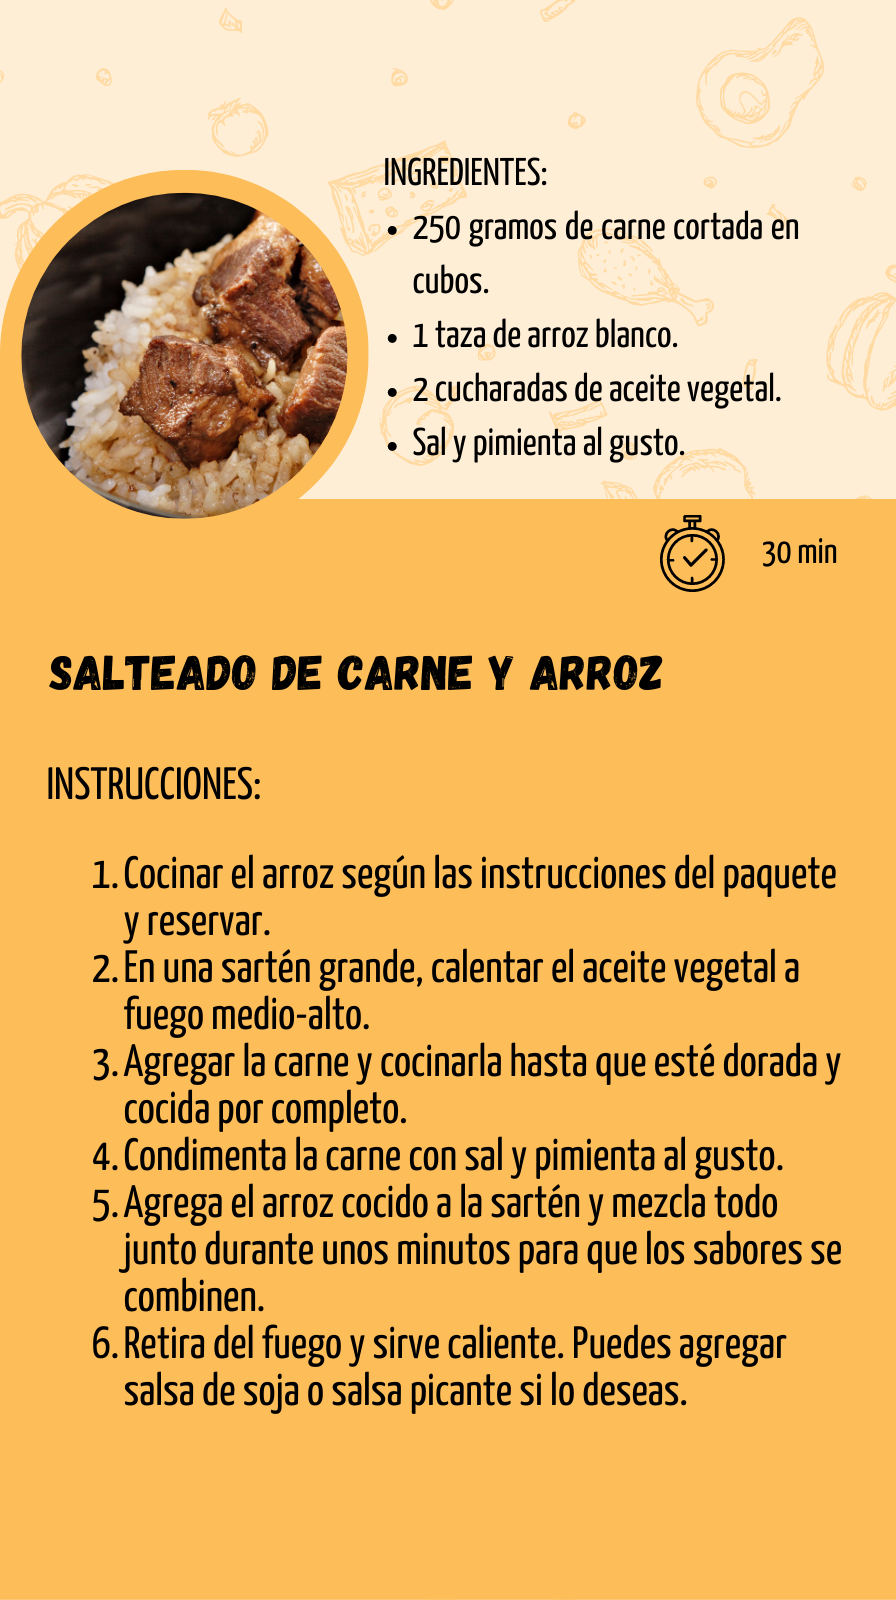 INGREDIENTES:
• 250 gramos de carne cortada en
cubos.
• 1 taza de arroz blanco.
• 2 cucharadas de aceite vegetal.
• Sal y pimienta al gusto.
30 min
SALTEADO DE CARNE Y ARROZ
INSTRUCCIONES:
1. Cocinar el arroz según las instrucciones del paquete
y reservar.
2. En una sartén grande, calentar el aceite vegetal a
fuego medio-alto.
3. Agregar la carne y cocinarla hasta que esté dorada y
cocida por completo.
4. Condimenta la carne con sal y pimienta al gusto.
5. Agrega el arroz cocido a la sartén y mezcla todo
junto durante unos minutos para que los sabores se
combinen.
6. Retira del fuego y sirve caliente. Puedes agregar
salsa de soja o salsa picante si lo deseas.